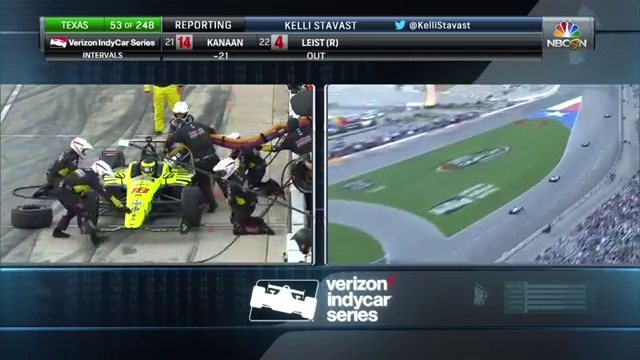 TEXAS 53 OF 248 REPORTING KELLI STAVAST @KelliStavast
Verizon IndyCar Series 21 14 KANAAN 22 4 LEIST (R) NBCSN
INTERVALS -21 OUT
18
verizon
indycar
series